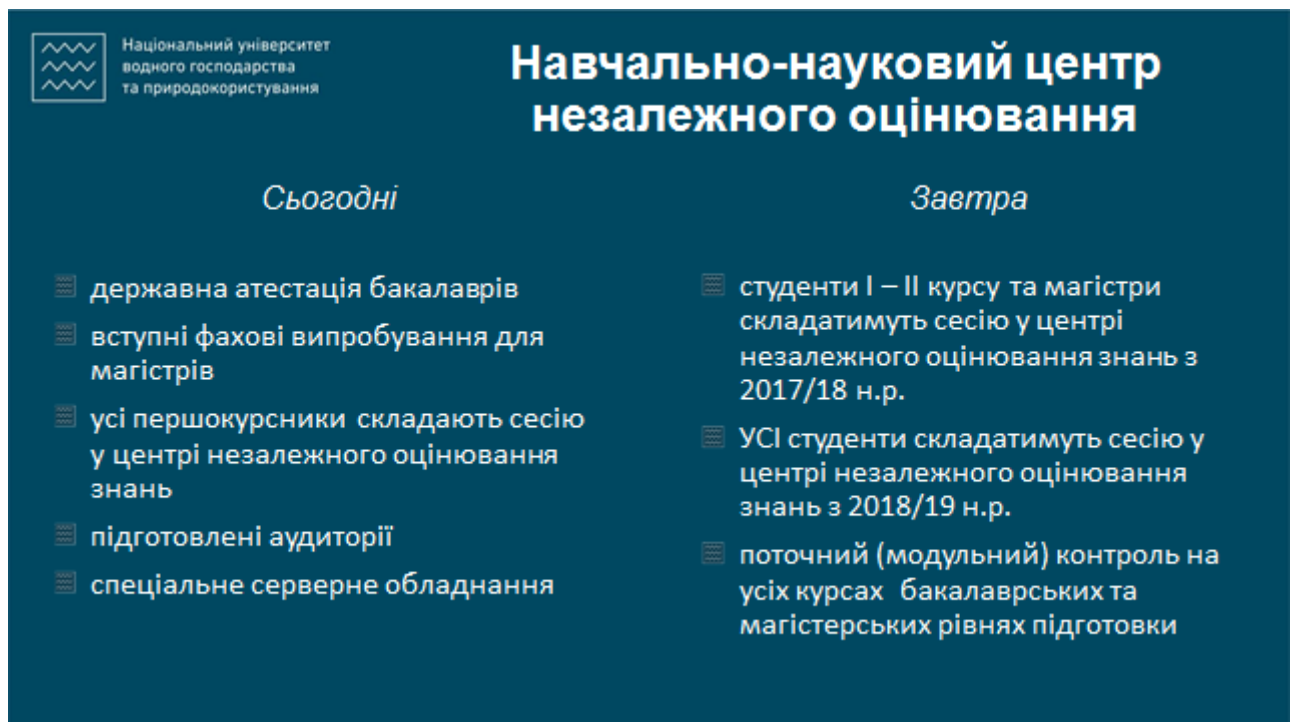 Національний університет
водного господарства
та природокористування
Навчально-науковий центр
незалежного оцінювання
Сьогодні
державна атестація бакалаврів
вступні фахові випробування для
магістрів
усі першокурсники складають сесію
у центрі незалежного оцінювання
знань
підготовлені аудиторії
спеціальне серверне обладнання
Завтра
студенти І – ІІ курсу та магістри
складатимуть сесію у центрі
незалежного оцінювання знань з
2017/18 н.р.
УСІ студенти складатимуть сесію у
центрі незалежного оцінювання
знань з 2018/19 н.р.
поточний (модульний) контроль на
усіх курсах бакалаврських та
магістерських рівнях підготовки